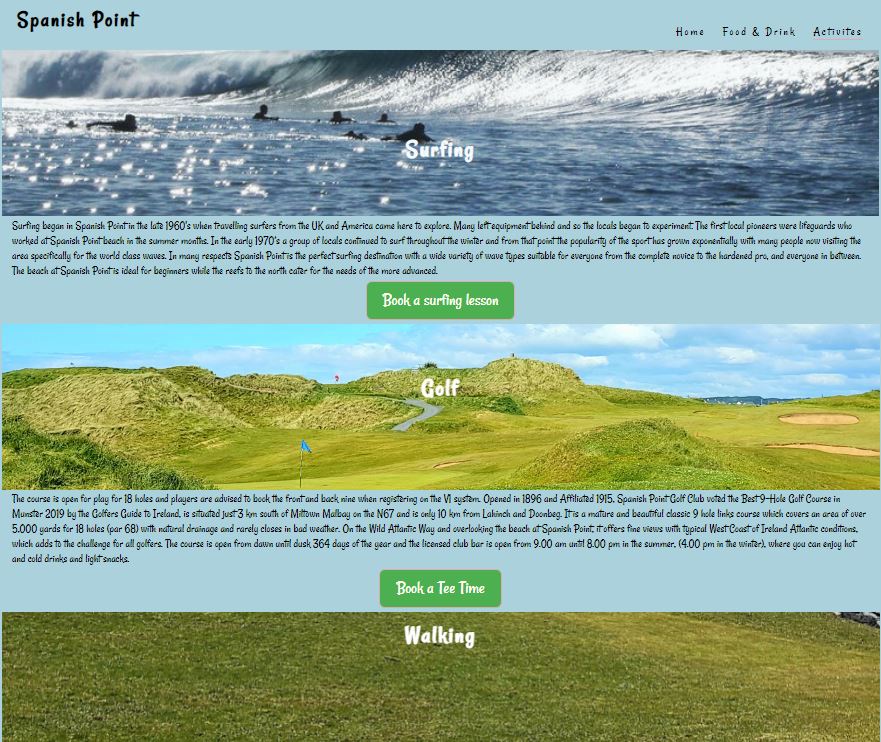 Spanish Point
Home Food & Drink Activites
Surfing
Surfing began in Spanish Point in the late 1960's when travelling surfers from the UK and America came here to explore. Many left equipment behind and so the locals began to experiment. The first local pioneers were lifeguards who
worked at Spanish Point beach in the summer months. In the early 1970's a group of locals continued to surf throughout the winter and from that point the popularity of the sport has grown exponentially with many people now visiting the
area specifically for the world class waves. In many respects Spanish Point is the perfect surfing destination with a wide variety of wave types suitable for everyone from the complete novice to the hardened pro, and everyone in between.
The beach at Spanish Point is ideal for beginners while the reefs to the north cater for the needs of the more advanced.
Book a surfing lesson
Golf
The course is open for play for 18 holes and players are advised to book the front and back nine when registering on the V1 system. Opened in 1896 and Affiliated 1915, Spanish Point Golf Club voted the Best 9-Hole Golf Course in
Munster 2019 by the Golfers Guide to Ireland, is situated just 3 km south of Miltown Malbay on the N67 and is only 10 km from Lahinch and Doonbeg. It is a mature and beautiful classic 9 hole links course which covers an area of over
5,000 yards for 18 holes (par 68) with natural drainage and rarely closes in bad weather. On the Wild Atlantic Way and overlooking the beach at Spanish Point, it offers fine views with typical West Coast of Ireland Atlantic conditions,
which adds to the challenge for all golfers. The course is open from dawn until dusk 364 days of the year and the licensed club bar is open from 9.00 am until 8.00 pm in the summer, (4.00 pm in the winter), where you can enjoy hot
and cold drinks and light snacks.
Book a Tee Time
Walking